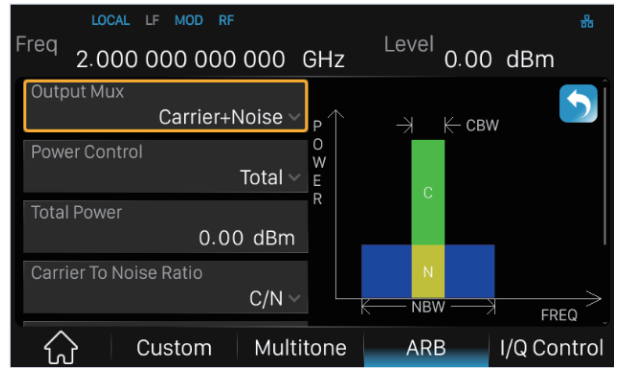 LOCAL LF MOD RF
Freq 2.000 000 000 000 GHz Level 0.00 dBm
Output Mux
Carrier+Noise
Power Control
Total
Total Power
0.00 dBm
Carrier To Noise Ratio
C/N
POWER
CBW
C
N
NBW
FREQ
Custom Multitone ARB I/Q Control